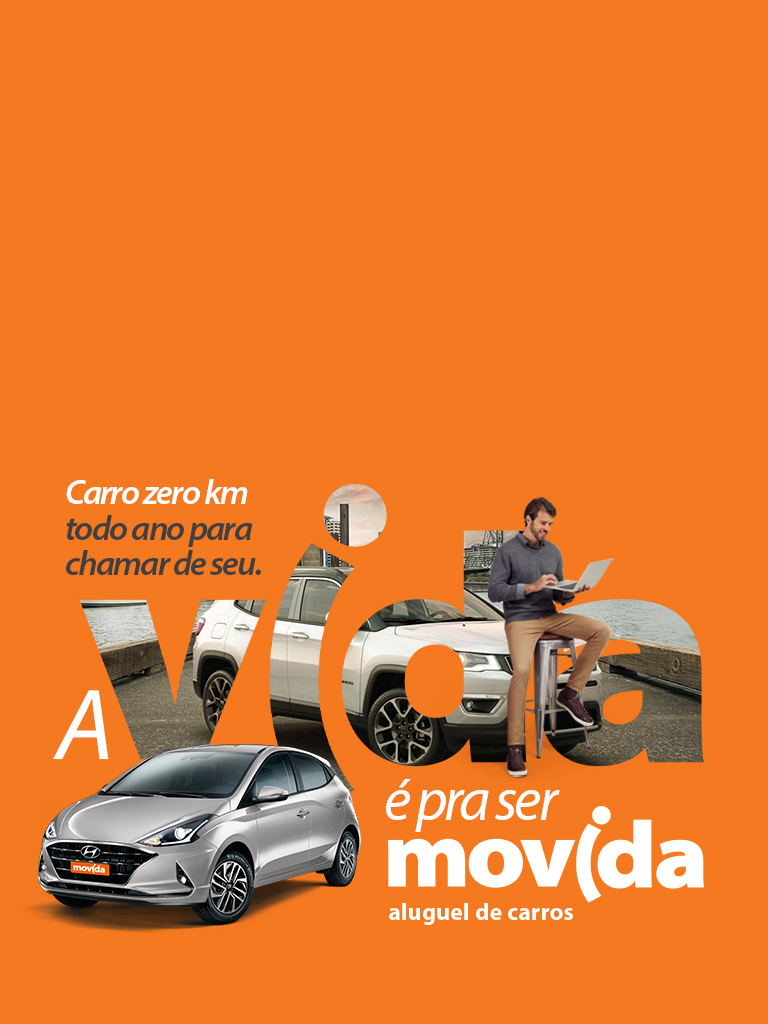 Carro zero km
todo ano para
chamar de seu.
A vida
é pra ser
movida
aluguel de carros
movida